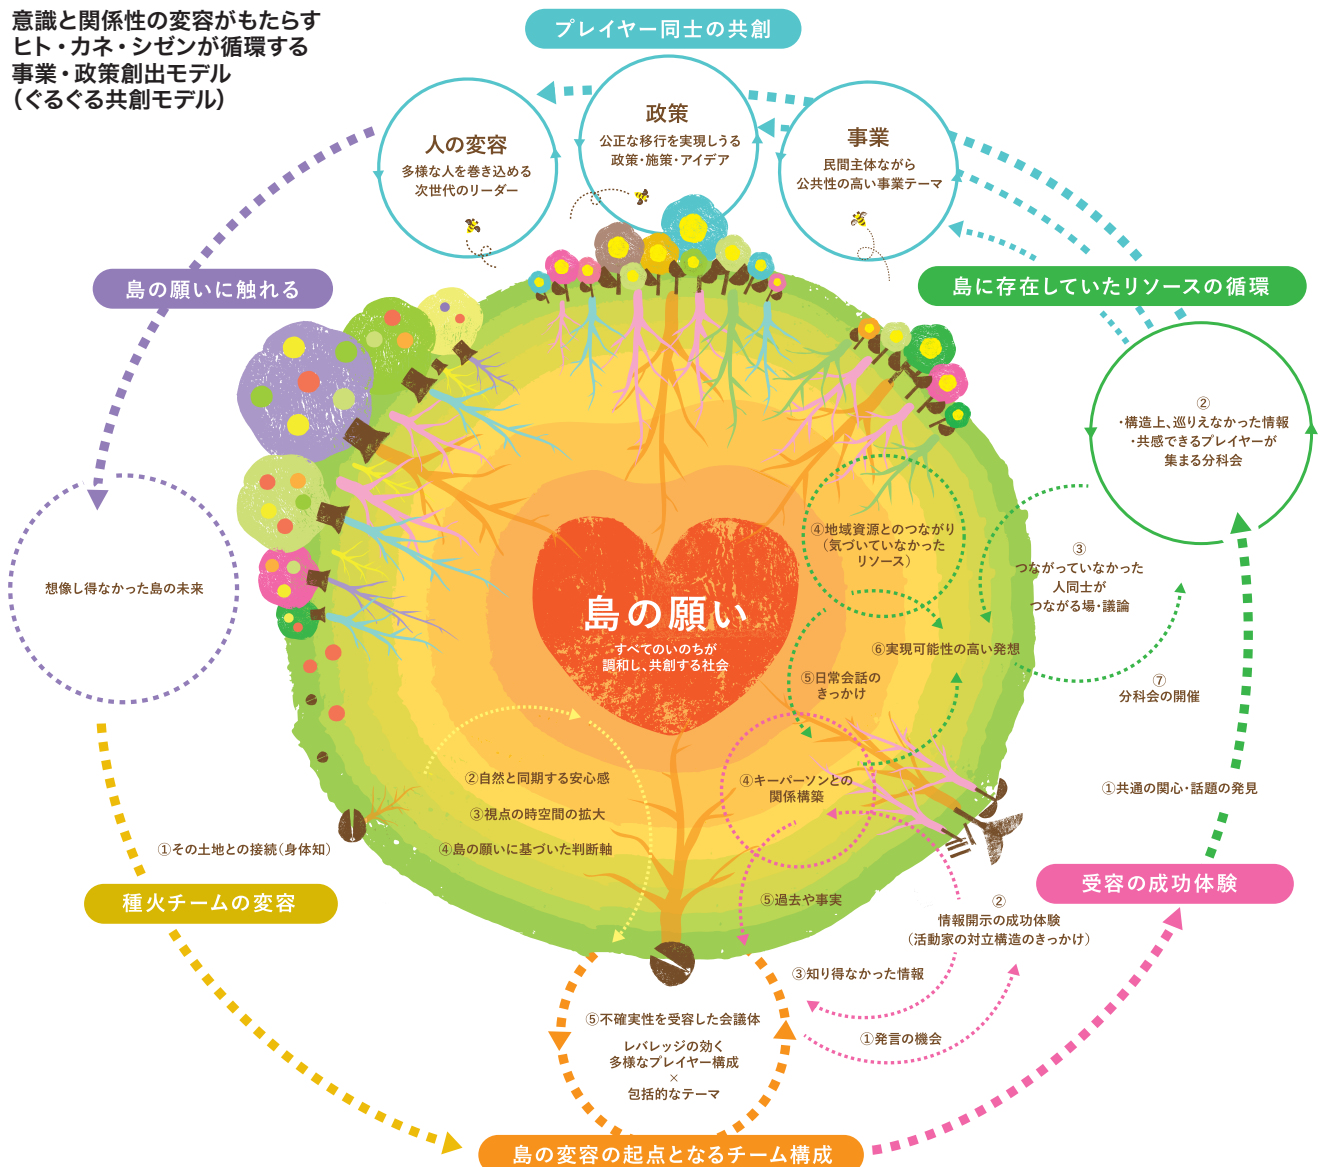 意識と関係性の変容がもたらす
ヒト・カネ・シゼンが循環する
事業・政策創出モデル
（ぐるぐる共創モデル）
プレイヤー同士の共創
人の変容
多様な人を巻き込める
次世代のリーダー
政策
公正な移行を実現しうる
政策・施策・アイデア
事業
民間主体ながら
公共性の高い事業テーマ
島の願いに触れる
島に存在していたリソースの循環
②
・構造上、巡りえなかった情報
・共感できるプレイヤーが
集まる分科会
想像し得なかった島の未来
島の願い
すべてのいのちが
調和し、共創する社会
④地域資源とのつながり
（気づいていなかった
リソース）
③
つながっていなかった
人同士が
つながる場・議論
⑥実現可能性の高い発想
⑤日常会話の
きっかけ
⑦
分科会の開催
②自然と同期する安心感
③視点の時空間の拡大
④島の願いに基づいた判断軸
④キーパーソンとの
関係構築
①共通の関心・話題の発見
①その土地との接続（身体知）
種火チームの変容
受容の成功体験
⑤過去や事実
②
情報開示の成功体験
（活動家の対立構造のきっかけ）
③知り得なかった情報
①発言の機会
⑤不確実性を受容した会議体
レバレッジの効く
多様なプレイヤー構成
×
包括的なテーマ
島の変容の起点となるチーム構成